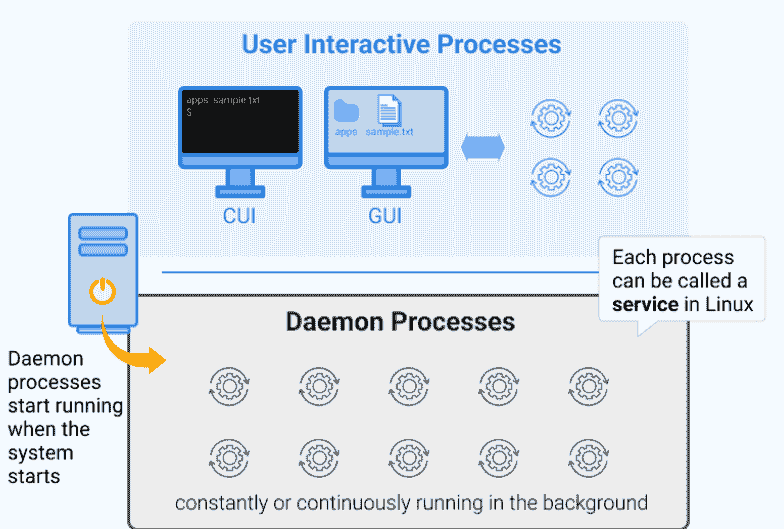 User Interactive Processes
apps sample.txt
$
apps sample.txt
CUI
GUI
Each process
can be called a
service in Linux
Daemon Processes
Daemon
processes
start running
when the
system
starts
constantly or continuously running in the background